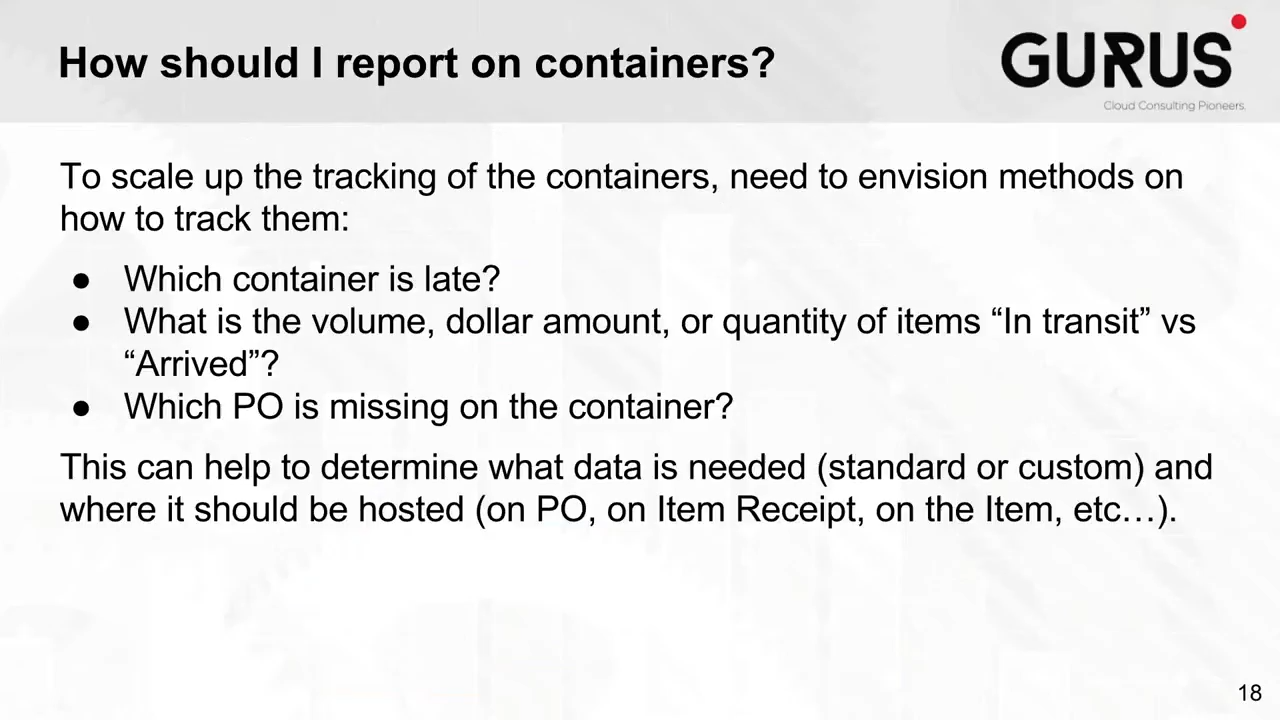 How should I report on containers?
GURUS
Cloud Consulting Pioneers.
To scale up the tracking of the containers, need to envision methods on
how to track them:
● Which container is late?
● What is the volume, dollar amount, or quantity of items “In transit” vs
“Arrived”?
● Which PO is missing on the container?
This can help to determine what data is needed (standard or custom) and
where it should be hosted (on PO, on Item Receipt, on the Item, etc…).
18